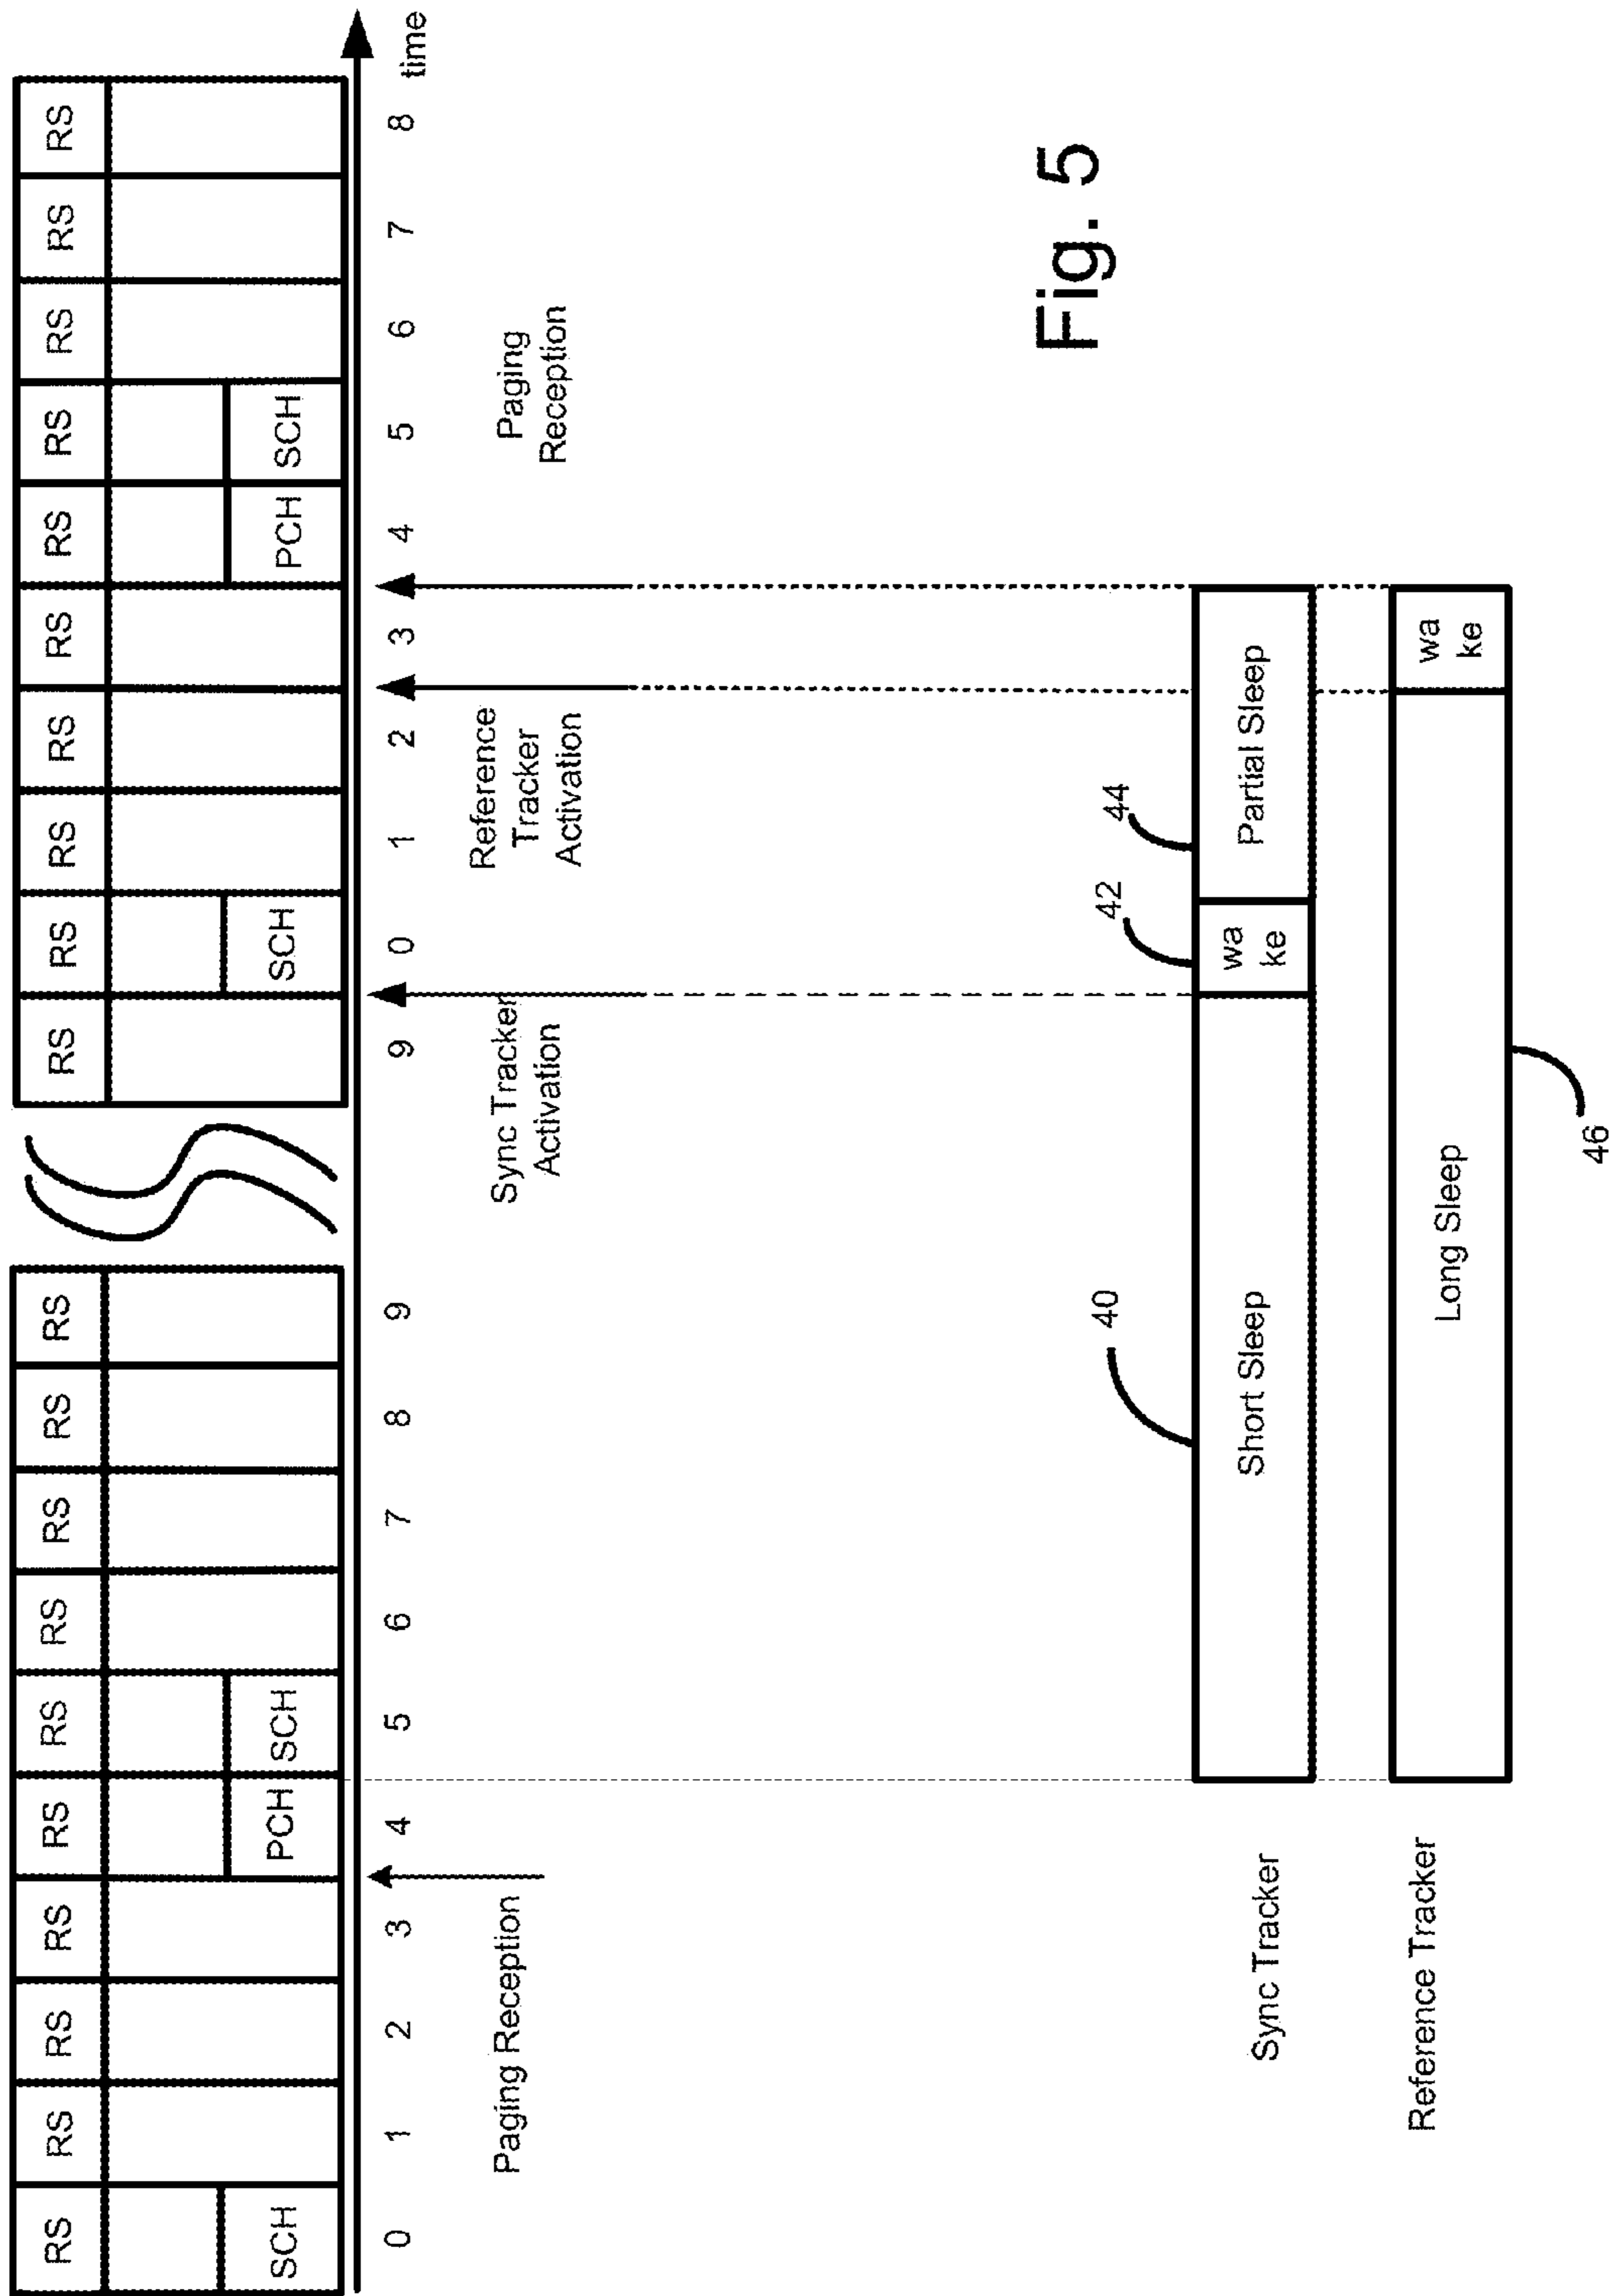 RS RS RS RS RS RS RS RS RS RS RS RS RS RS RS RS RS RS RS RS
SCH PCH SCH SCH PCH SCH
0 1 2 3 4 5 6 7 8 9 9 0 1 2 3 4 5 6 7 8 time
Paging Reception
Sync Tracker
Activation
Reference
Tracker
Activation
Paging
Reception
Fig. 5
40 42 44
Sync Tracker
Short Sleep
wa
ke
Partial Sleep
Reference Tracker
Long Sleep
wa
ke
46